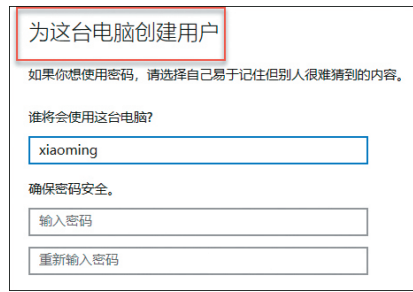 为这台电脑创建用户
如果你想使用密码，请选择自己易于记住但别人很难猜到的内容。
谁将会使用这台电脑?
xiaoming
确保密码安全。
输入密码
重新输入密码